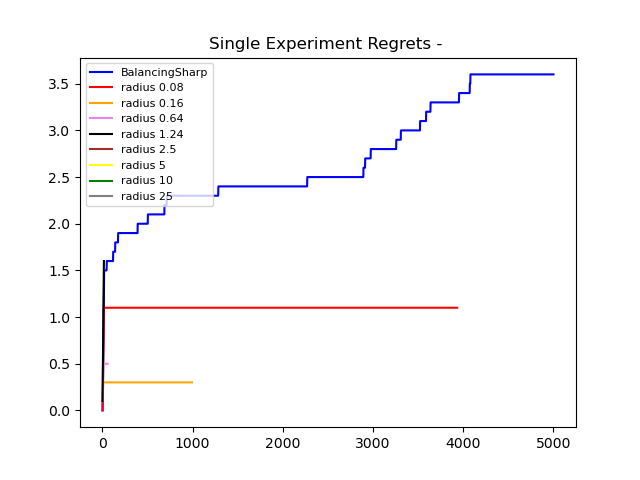 Single Experiment Regrets -
BalancingSharp
radius 0.08
radius 0.16
radius 0.64
radius 1.24
radius 2.5
radius 5
radius 10
radius 25
3.5
3.0
2.5
2.0
1.5
1.0
0.5
0.0
0 1000 2000 3000 4000 5000